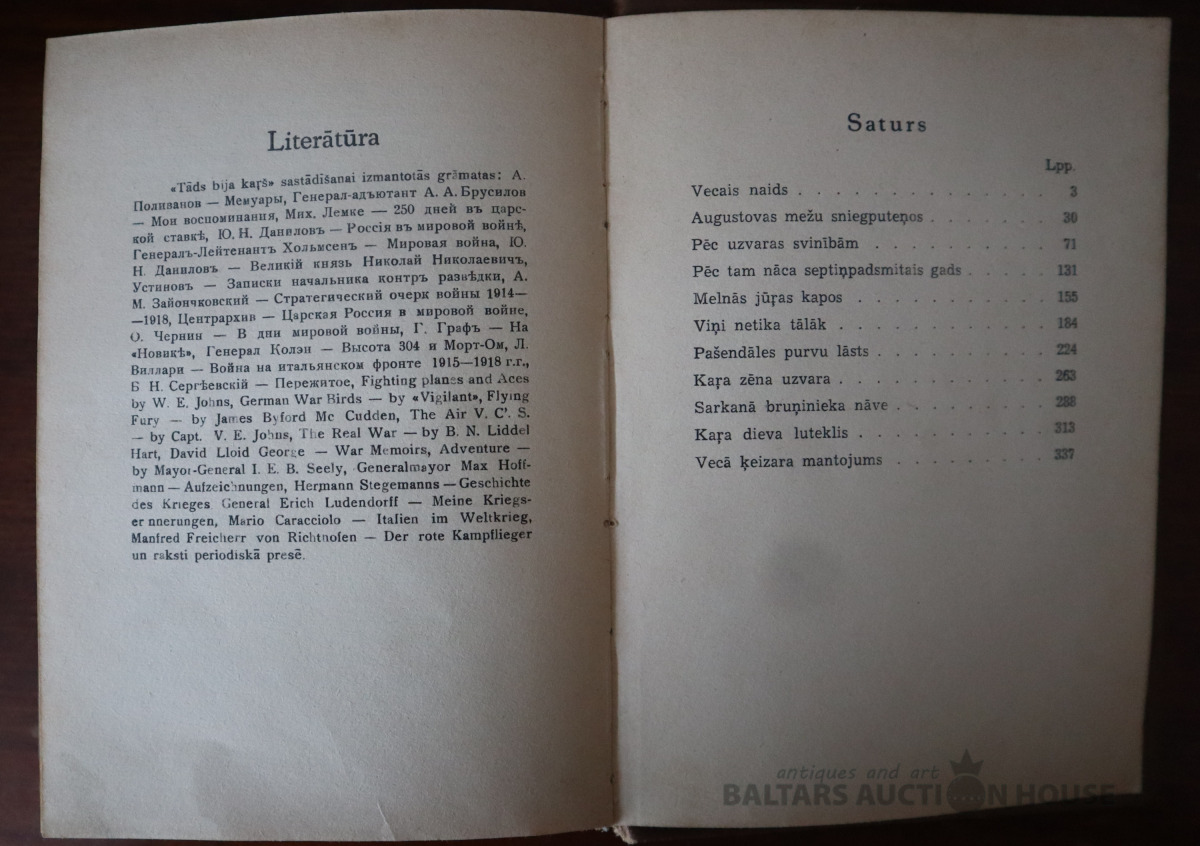 Literātūra
«Tāds bija kaŗš» sastādīšanai izmantotās grāmatas: А.
Поливанов — Мемуары, Генерал-адъютант А. А. Брусилов
— Мои воспоминания, Мих. Лемке — 250 дней въ цар-
кой ставкѣ, Ю. Н. Даниловъ — Россія въ мировой войнѣ,
Генералъ-Лейтенантъ Хольмсенъ — Мировая война, Ю.
Н. Даниловъ — Великій князь Николай Николаевичъ,
Устиновъ — Записки начальника контръ развѣдки, А.
М. Зайончковский — Стратегический очерк войны 1914—
—1918, Центрархив — Царская Россия в мировой войне,
О. Чернин — В дни мировой войны, Г. Графъ — На
«Новикѣ», Генерал Колэн — Высота 304 и Морт-Ом, Л.
Виллари — Война на итальянском фронте 1915—1918 г.г.,
Б Н. Сергѣевскій — Пережитое, Fighting planes and Aces
by W. E. Johns, German War Birds — by «Vigilant», Flying
Fury — by James Byford Mc Cudden, The Air V. C'. S.
— by Capt. V. E. Johns, The Real War — by B. N. Liddel
Hart, David Lloid George — War Memoirs, Adventure —
by Mayor-General I. E. B. Seely, Generalmayor Max Hoff-
mann — Aufzeichnungen, Hermann Stegemanns — Geschichte
des Krieges General Erich Ludendorff — Meine Kriegs-
er nnerungen, Mario Caracciolo — Italien im Weltkrieg,
Manfred Freicherr von Richthofen — Der rote Kampflieger
un raksti periodiskā presē.
Saturs
Lpp.
Vecais naids . . . . . . . . . . . . 3
Augustovas mežu sniegputeņos . . . . . . 30
Pēc uzvaras svinībām . . . . . . . . . 71
Pēc tam nāca septiņpadsmitais gads . . . . 131
Melnās jūras kapos . . . . . . . . . . 155
Viņi netika tālāk . . . . . . . . . . . 184
Pašendāles purvu lāsts . . . . . . . . . 224
Kaŗa zēna uzvara . . . . . . . . . . . 263
Sarkanā bruņinieka nāve . . . . . . . . 288
Kaŗa dieva luteklis . . . . . . . . . . 313
Vecā ķeizara mantojums . . . . . . . . 337
antiques and art
BALTARS AUCTION HOUSE